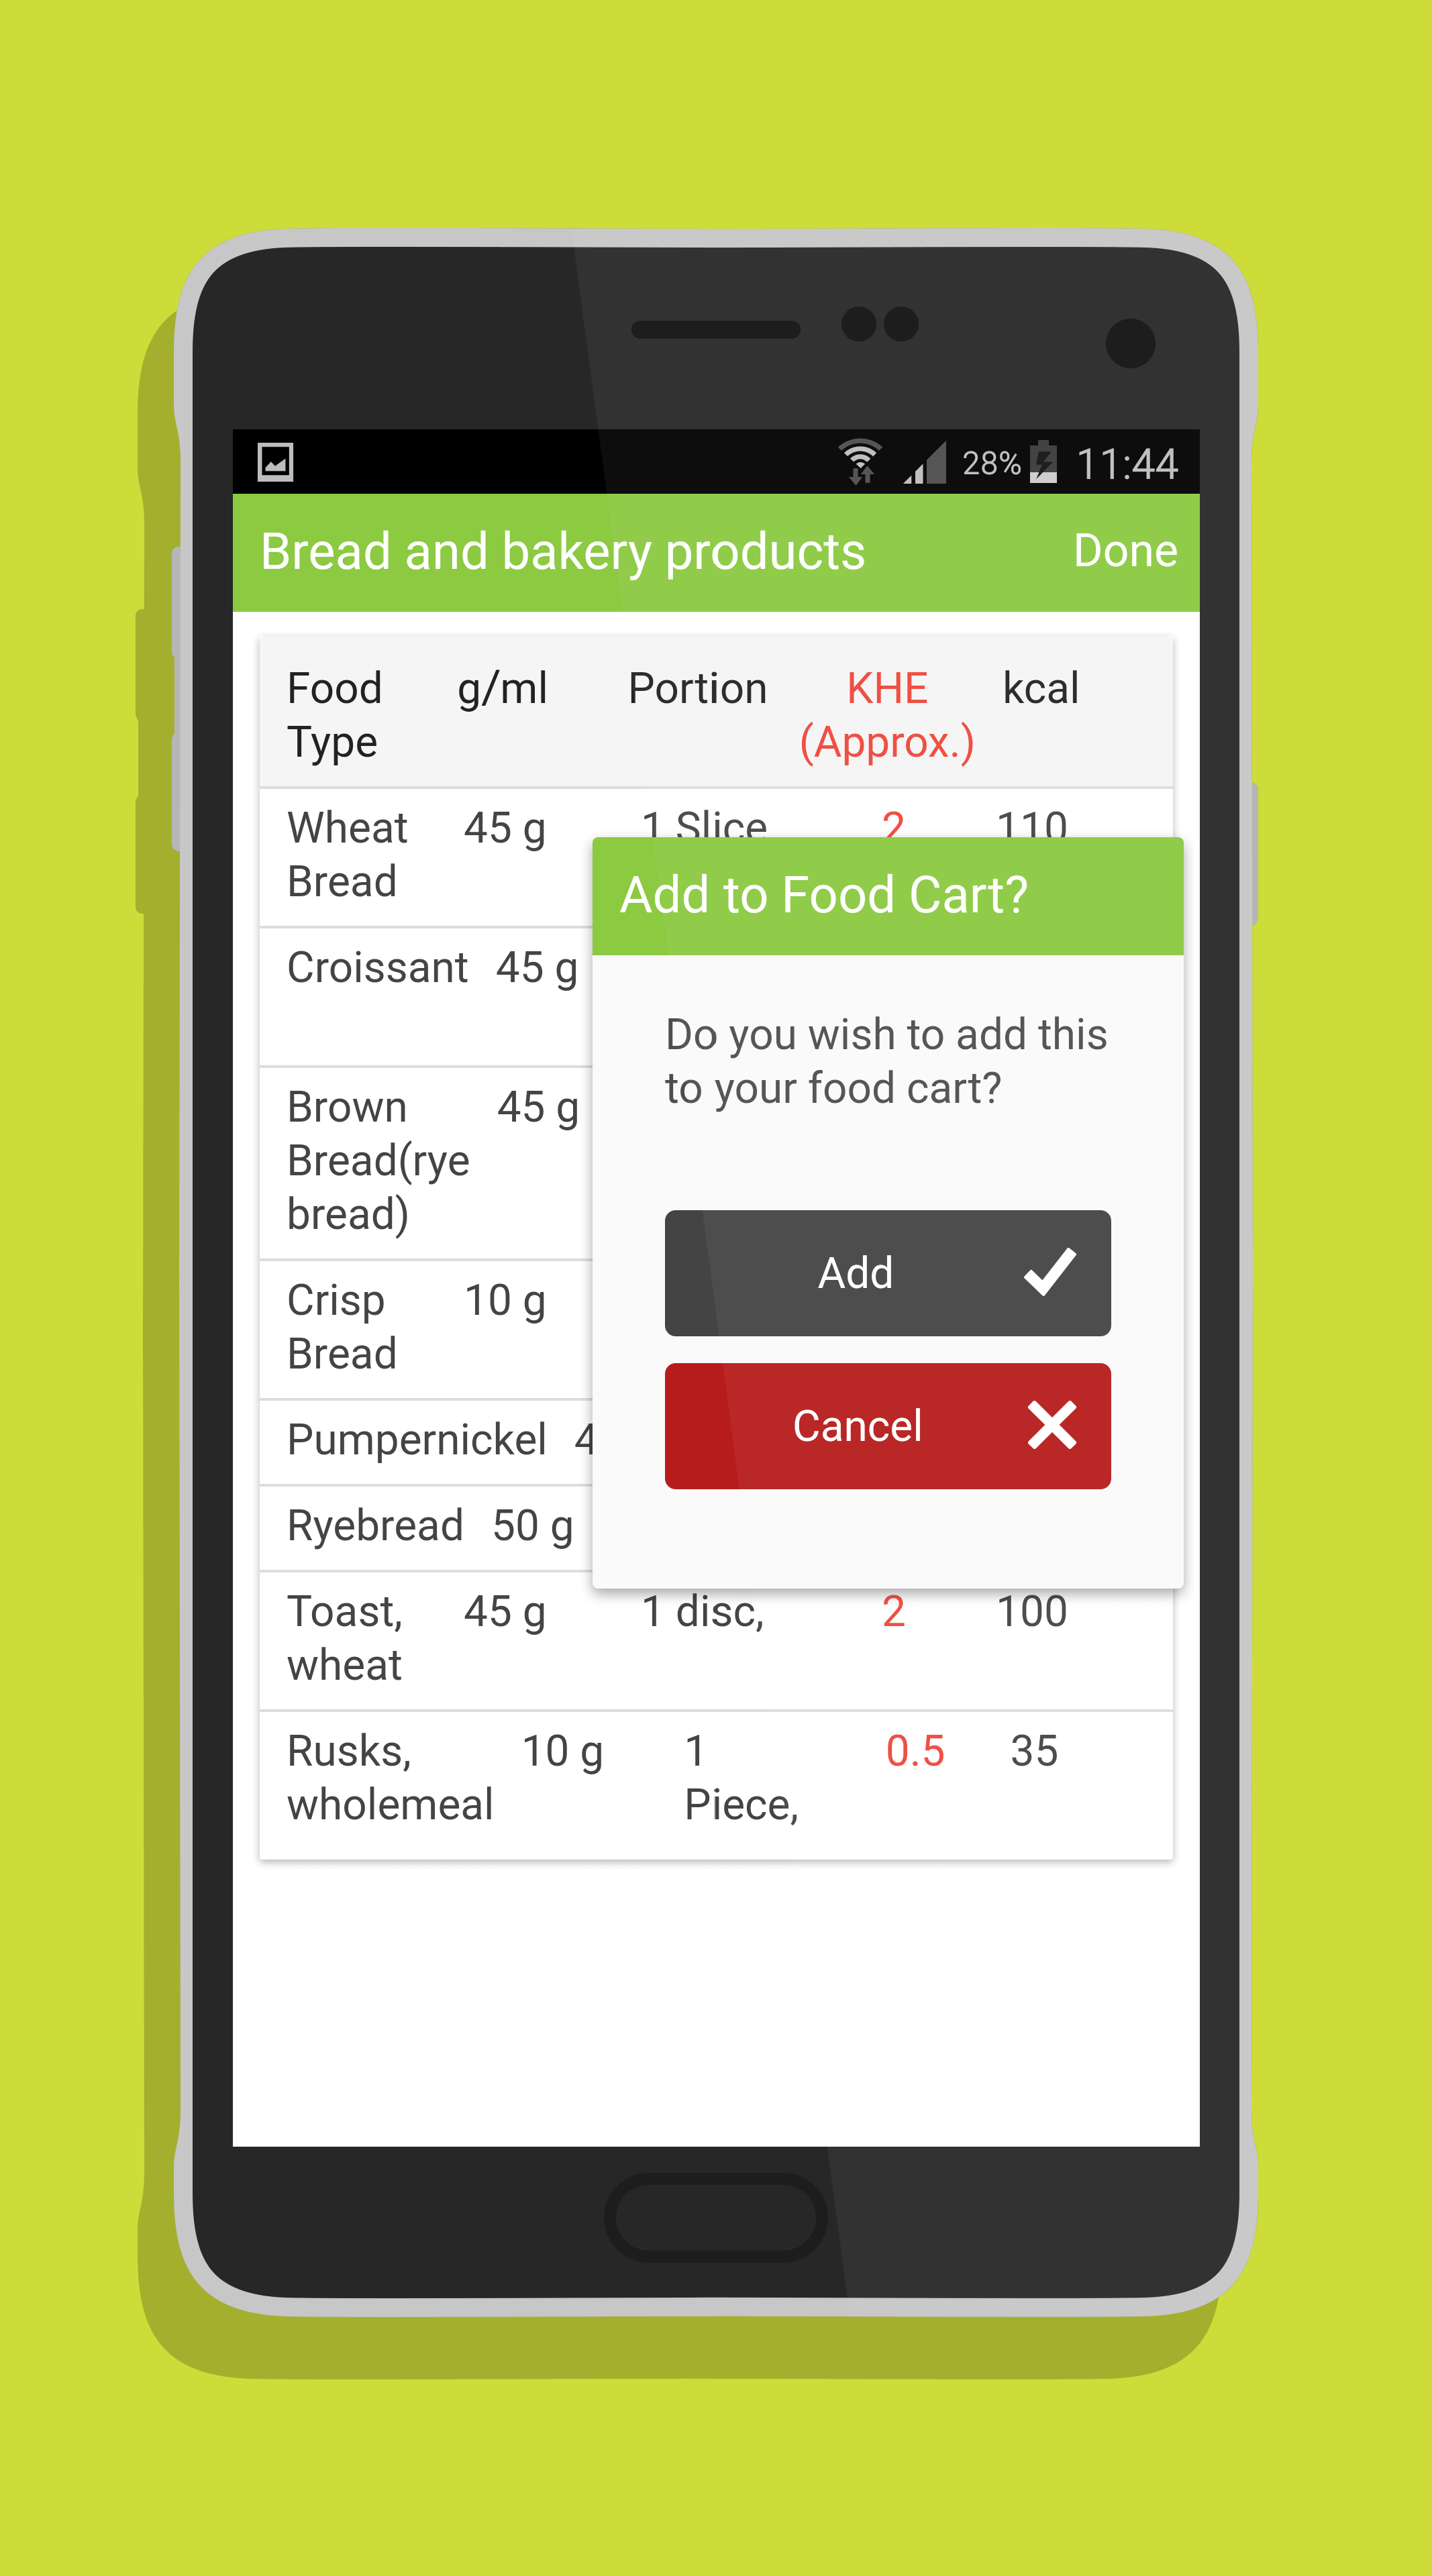 28% 11:44
Bread and bakery products Done
Food g/ml Portion KHE kcal
Type (Approx.)
Wheat 45 g 1 Slice 2 110
Bread
Add to Food Cart?
Croissant 45 g
Do you wish to add this
to your food cart?
Brown 45 g
Bread(rye
bread)
Add
Crisp 10 g
Bread
Cancel
Pumpernickel 4
Ryebread 50 g
Toast, 45 g 1 disc, 2 100
wheat
Rusks, 10 g 1 0.5 35
wholemeal Piece,